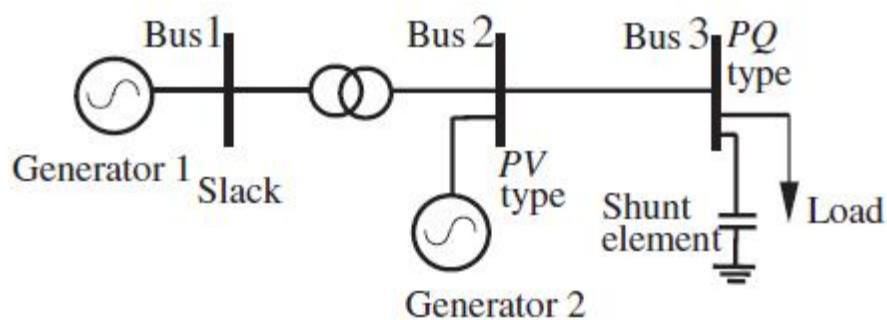 Bus 1
Bus 2
Bus 3
PQ
type
Generator 1
Slack
PV
type
Shunt
element
Load
Generator 2